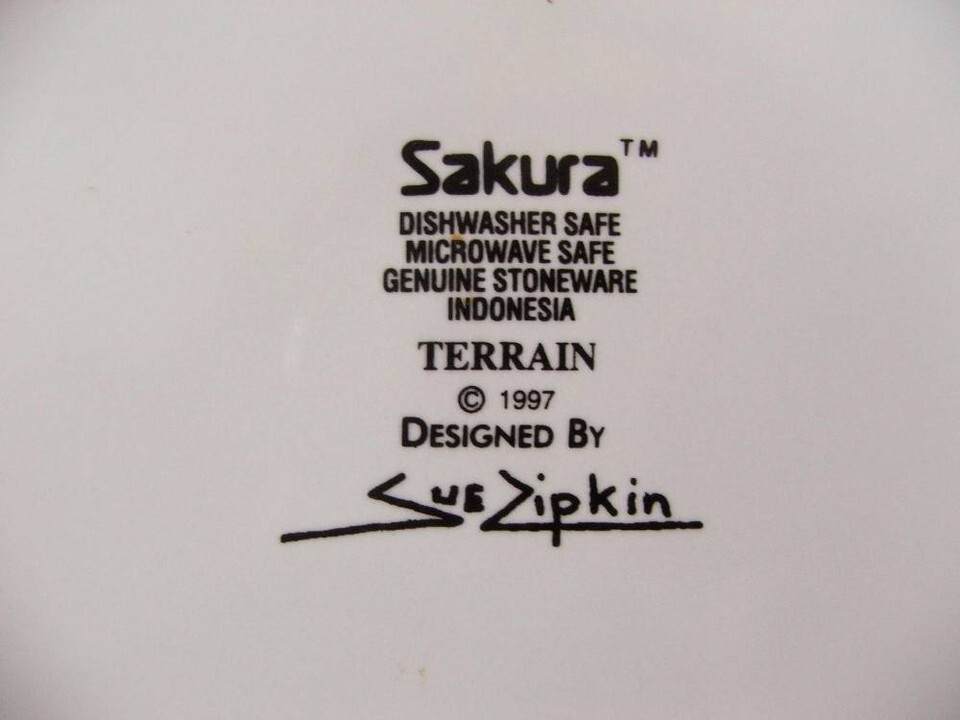 Sakura™
DISHWASHER SAFE
MICROWAVE SAFE
GENUINE STONEWARE
INDONESIA
TERRAIN
© 1997
DESIGNED BY
Sue Zipkin